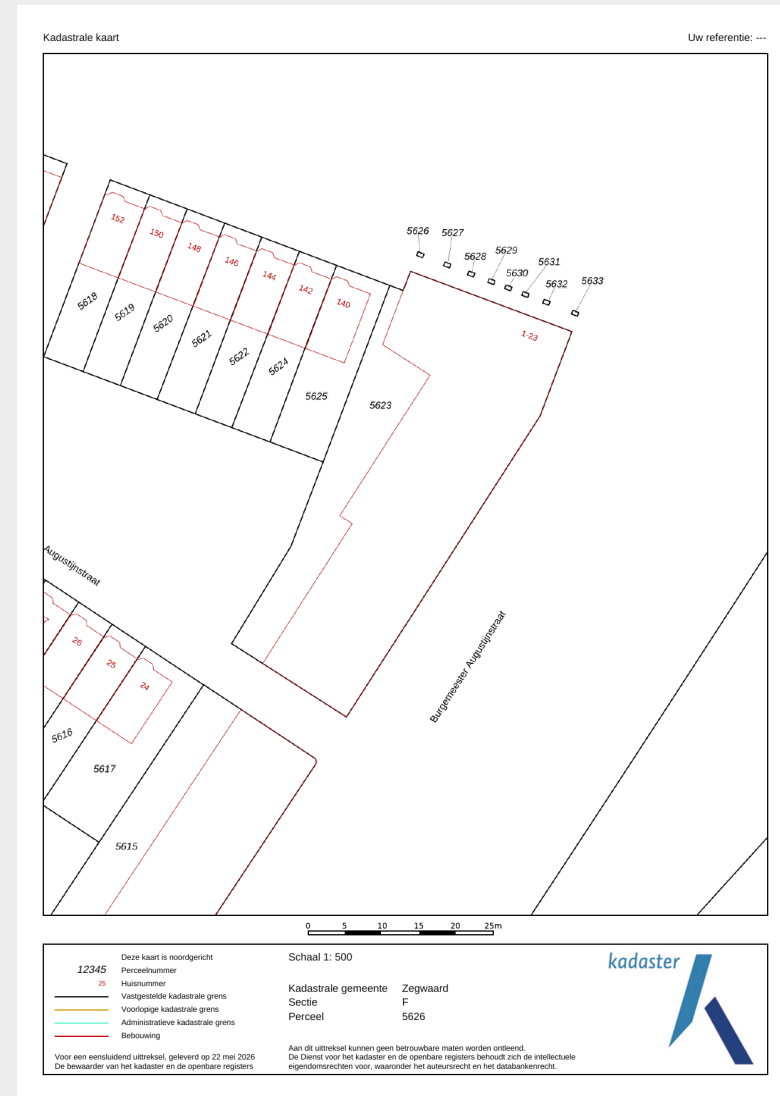 Kadastrale kaart
Uw referentie: ---
152
150
148
146
144
142
140
5618
5619
5620
5621
5622
5624
5625
5623
5626
5627
5628
5629
5630
5631
5632
5633
1-23
Augustijnstraat
Burgemeester Augustijnstraat
7
26
25
24
5616
5617
5615
0 5 10 15 20 25m
Deze kaart is noordgericht
12345 Perceelnummer
25 Huisnummer
Vastgestelde kadastrale grens
Voorlopige kadastrale grens
Administratieve kadastrale grens
Bebouwing
Voor een eensluidend uittreksel, geleverd op 22 mei 2026
De bewaarder van het kadaster en de openbare registers
Schaal 1: 500
Kadastrale gemeente Zegwaard
Sectie F
Perceel 5626
Aan dit uittreksel kunnen geen betrouwbare maten worden ontleend.
De Dienst voor het kadaster en de openbare registers behoudt zich de intellectuele
eigendomsrechten voor, waaronder het auteursrecht en het databankenrecht.
kadaster